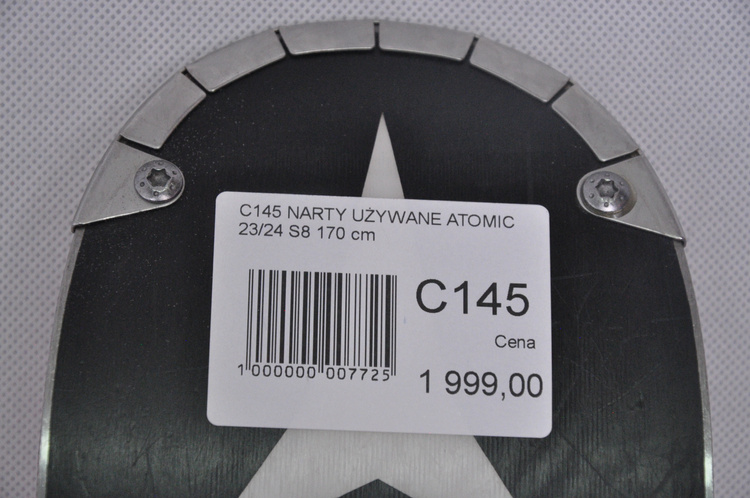 C145 NARTY UŻYWANE ATOMIC
23/24 S8 170 cm
C145
Cena
1 000000 007725
1 999,00